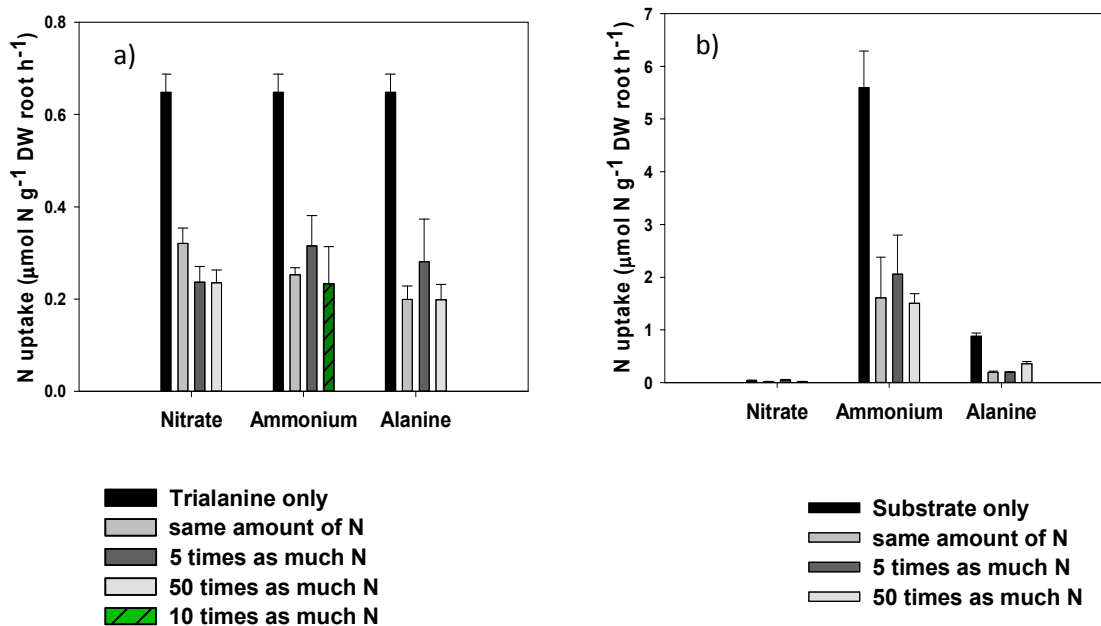 a)
N uptake (μmol N g⁻¹ DW root h⁻¹)
0.8
0.6
0.4
0.2
0.0
Nitrate Ammonium Alanine
Trialanine only
same amount of N
5 times as much N
50 times as much N
10 times as much N
b)
N uptake (μmol N g⁻¹ DW root h⁻¹)
7
6
5
4
3
2
1
0
Nitrate Ammonium Alanine
Substrate only
same amount of N
5 times as much N
50 times as much N